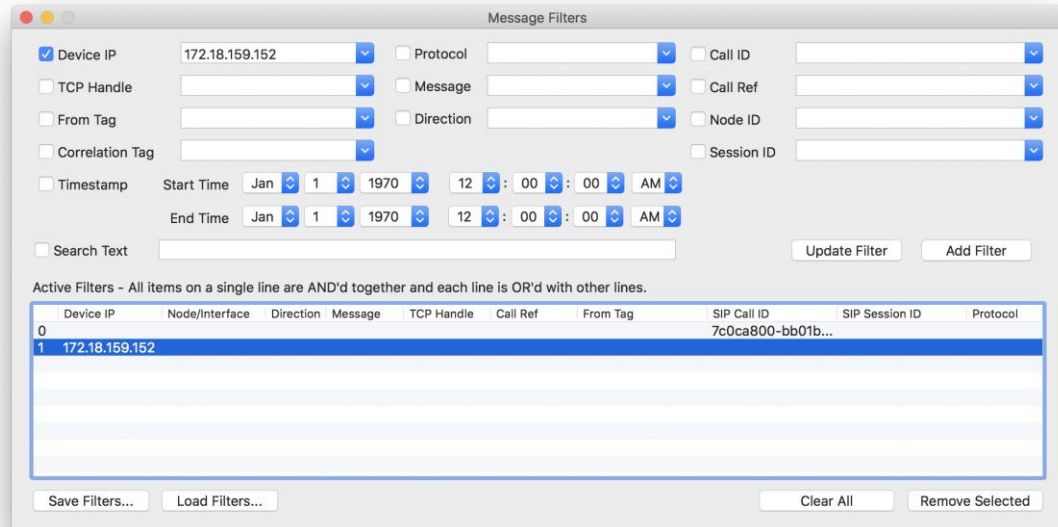 Message Filters
Device IP 172.18.159.152 Protocol Call ID
TCP Handle Message Call Ref
From Tag Direction Node ID
Correlation Tag Session ID
Timestamp Start Time Jan 1 1970 12 : 00 : 00 AM
End Time Jan 1 1970 12 : 00 : 00 AM
Search Text Update Filter Add Filter
Active Filters - All items on a single line are AND'd together and each line is OR'd with other lines.
Device IP Node/Interface Direction Message TCP Handle Call Ref From Tag SIP Call ID SIP Session ID Protocol
0 7c0ca800-bb01b...
1 172.18.159.152
Save Filters... Load Filters... Clear All Remove Selected